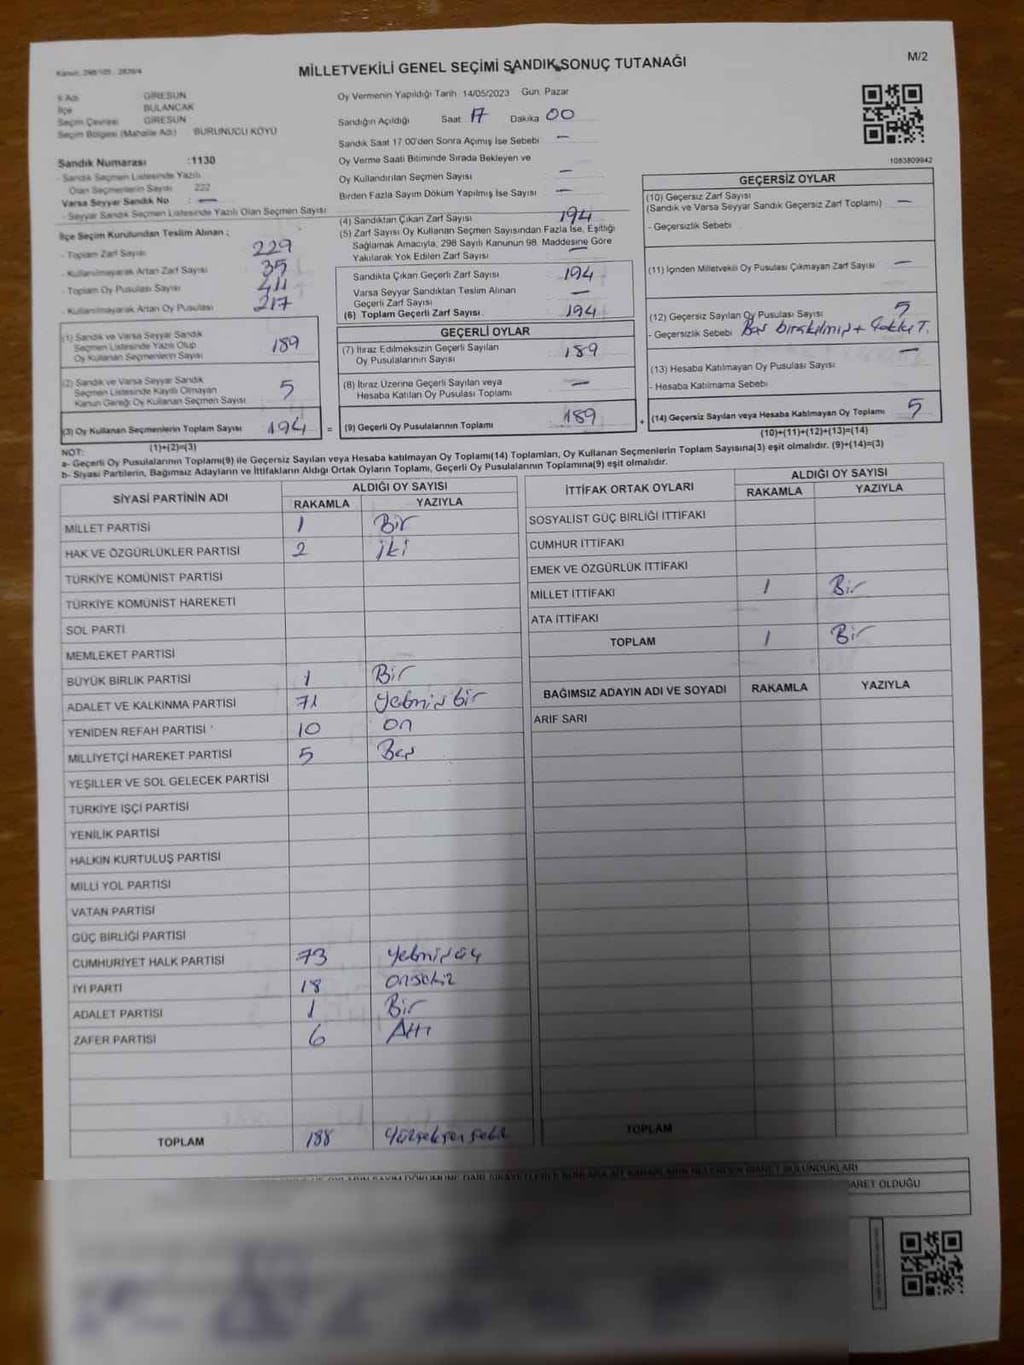 Kanun: 298/105 - 2839/4
MİLLETVEKİLİ GENEL SEÇİMİ SANDIK SONUÇ TUTANAĞI
M/2
İl Adı GİRESUN
İlçe BULANCAK
Seçim Çevresi GİRESUN
Seçim Bölgesi (Mahalle Adı) BURUNUCU KÖYÜ
Sandık Numarası :1130
- Sandık Seçmen Listesinde Yazılı
Olan Seçmenlerin Sayısı 222
Varsa Seyyar Sandık No : —
- Seyyar Sandık Seçmen Listesinde Yazılı Olan Seçmen Sayısı
İlçe Seçim Kurulundan Teslim Alınan ;
- Toplam Zarf Sayısı 229
- Kullanılmayarak Artan Zarf Sayısı 35
- Toplam Oy Pusulası Sayısı 411
- Kullanılmayarak Artan Oy Pusulası 217
(1) Sandık ve Varsa Seyyar Sandık
Seçmen Listesinde Yazılı Olup
Oy Kullanan Seçmenlerin Sayısı 189
(2) Sandık ve Varsa Seyyar Sandık
Seçmen Listesinde Kayıtlı Olmayan
Kanun Gereği Oy Kullanan Seçmen Sayısı 5
(3) Oy Kullanan Seçmenlerin Toplam Sayısı 194 =
(1)+(2)=(3)
Oy Vermenin Yapıldığı Tarih 14/05/2023 Gün. Pazar
Sandığın Açıldığı Saat 17 Dakika 00
Sandık Saat 17.00'den Sonra Açımış İse Sebebi —
Oy Verme Saati Bitiminde Sırada Bekleyen ve
Oy Kullandırılan Seçmen Sayısı —
Birden Fazla Sayım Döküm Yapılmış İse Sayısı —
(4) Sandıktan Çıkan Zarf Sayısı 194
(5) Zarf Sayısı Oy Kullanan Seçmen Sayısından Fazla İse, Eşitliği
Sağlamak Amacıyla, 298 Sayılı Kanunun 98. Maddesine Göre
Yakılarak Yok Edilen Zarf Sayısı —
Sandıkta Çıkan Geçerli Zarf Sayısı 194
Varsa Seyyar Sandıktan Teslim Alınan
Geçerli Zarf Sayısı —
(6) Toplam Geçerli Zarf Sayısı. 194
GEÇERLİ OYLAR
(7) İtiraz Edilmeksizin Geçerli Sayılan
Oy Pusulalarının Sayısı 189
(8) İtiraz Üzerine Geçerli Sayılan veya
Hesaba Katılan Oy Pusulası Toplamı —
(9) Geçerli Oy Pusulalarının Toplamı 189 +
1083809942
GEÇERSİZ OYLAR
(10) Geçersiz Zarf Sayısı
(Sandık ve Varsa Seyyar Sandık Geçersiz Zarf Toplamı) —
- Geçersizlik Sebebi
(11) İçinden Milletvekili Oy Pusulası Çıkmayan Zarf Sayısı —
(12) Geçersiz Sayılan Oy Pusulası Sayısı 5
- Geçersizlik Sebebi Boş bırakılmış +
(13) Hesaba Katılmayan Oy Pusulası Sayısı —
- Hesaba Katılmama Sebebi
(14) Geçersiz Sayılan veya Hesaba Katılmayan Oy Toplamı 5
(10)+(11)+(12)+(13)=(14)
NOT:
a- Geçerli Oy Pusulalarının Toplamı(9) ile Geçersiz Sayılan veya Hesaba katılmayan Oy Toplamı(14) Toplamları, Oy Kullanan Seçmenlerin Toplam Sayısına(3) eşit olmalıdır. (9)+(14)=(3)
b- Siyasi Partilerin, Bağımsız Adayların ve İttifakların Aldığı Ortak Oyların Toplamı, Geçerli Oy Pusulalarının Toplamına(9) eşit olmalıdır.
SİYASİ PARTİNİN ADI ALDIĞI OY SAYISI
RAKAMLA YAZIYLA
MİLLET PARTİSİ 1 Bir
HAK VE ÖZGÜRLÜKLER PARTİSİ 2 iki
TÜRKİYE KOMÜNİST PARTİSİ
TÜRKİYE KOMÜNİST HAREKETİ
SOL PARTİ
MEMLEKET PARTİSİ
BÜYÜK BİRLİK PARTİSİ 1 Bir
ADALET VE KALKINMA PARTİSİ 71 Yetmiş bir
YENİDEN REFAH PARTİSİ 10 on
MİLLİYETÇİ HAREKET PARTİSİ 5 Beş
YEŞİLLER VE SOL GELECEK PARTİSİ
TÜRKİYE İŞÇİ PARTİSİ
YENİLİK PARTİSİ
HALKIN KURTULUŞ PARTİSİ
MİLLİ YOL PARTİSİ
VATAN PARTİSİ
GÜÇ BİRLİĞİ PARTİSİ
CUMHURİYET HALK PARTİSİ 73 Yetmiş üç
İYİ PARTİ 18 onsekiz
ADALET PARTİSİ 1 Bir
ZAFER PARTİSİ 6 Altı
TOPLAM 188 Yüzseksen sekiz
İTTİFAK ORTAK OYLARI ALDIĞI OY SAYISI
RAKAMLA YAZIYLA
SOSYALİST GÜÇ BİRLİĞİ İTTİFAKI
CUMHUR İTTİFAKI
EMEK VE ÖZGÜRLÜK İTTİFAKI
MİLLET İTTİFAKI 1 Bir
ATA İTTİFAKI
TOPLAM 1 Bir
BAĞIMSIZ ADAYIN ADI VE SOYADI RAKAMLA YAZIYLA
ARİF SARI
TOPLAM